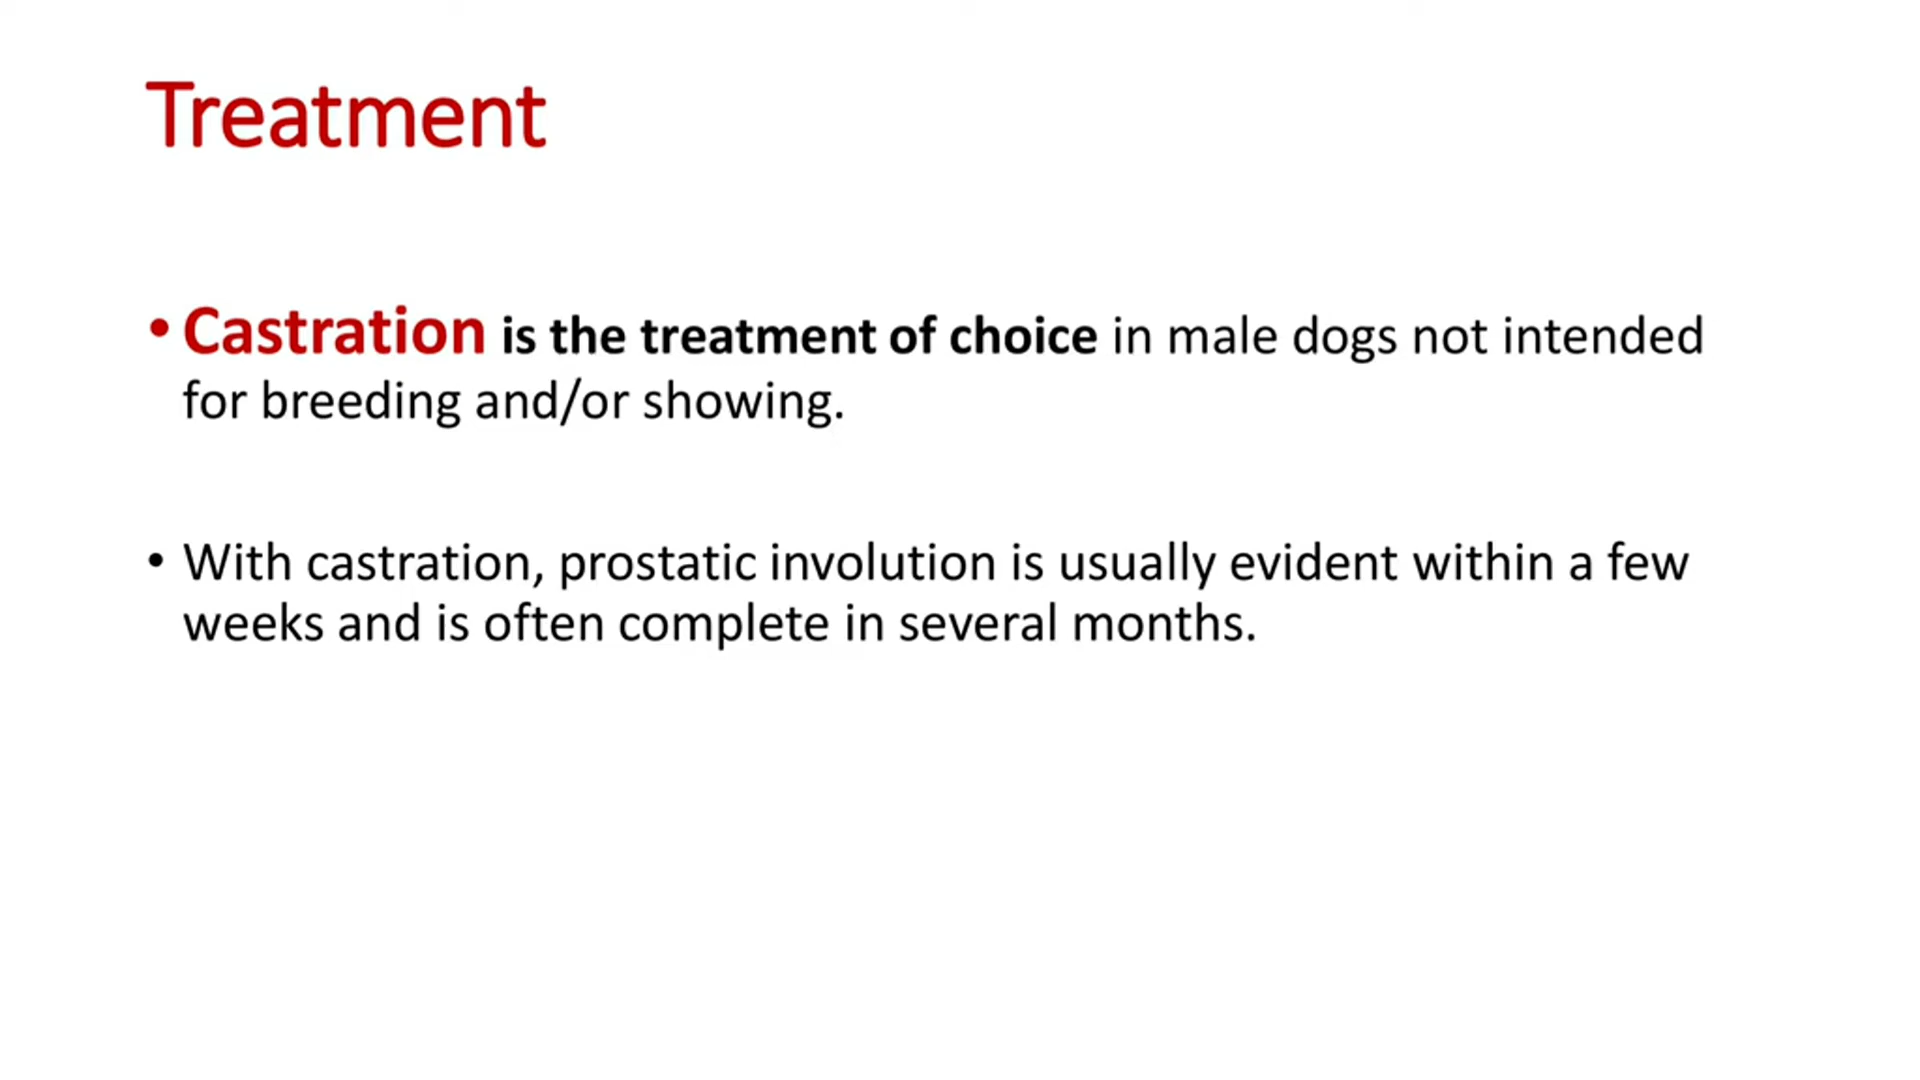 Treatment
• Castration is the treatment of choice in male dogs not intended
for breeding and/or showing.
• With castration, prostatic involution is usually evident within a few
weeks and is often complete in several months.